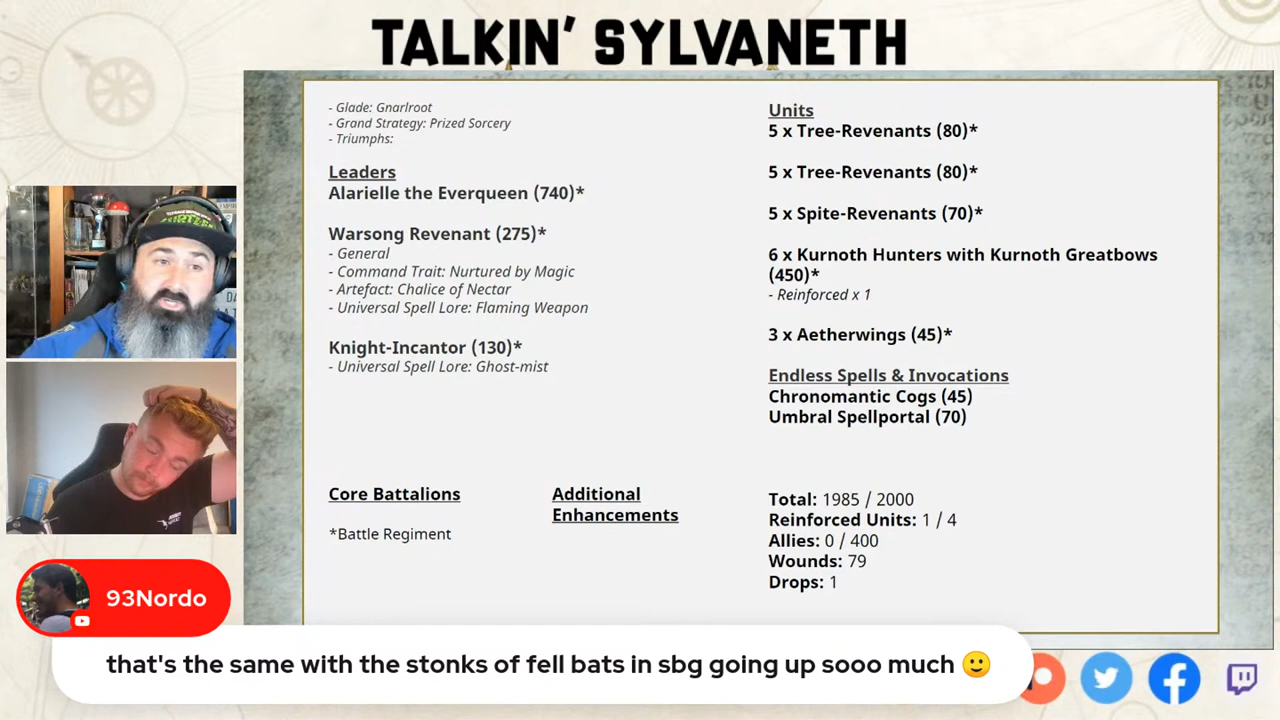 TALKIN' SYLVANETH
- Glade: Gnarlroot
- Grand Strategy: Prized Sorcery
- Triumphs:
Leaders
Alarielle the Everqueen (740)*
Warsong Revenant (275)*
- General
- Command Trait: Nurtured by Magic
- Artefact: Chalice of Nectar
- Universal Spell Lore: Flaming Weapon
Knight-Incantor (130)*
- Universal Spell Lore: Ghost-mist
Units
5 x Tree-Revenants (80)*
5 x Tree-Revenants (80)*
5 x Spite-Revenants (70)*
6 x Kurnoth Hunters with Kurnoth Greatbows
(450)*
- Reinforced x 1
3 x Aetherwings (45)*
Endless Spells & Invocations
Chronomantic Cogs (45)
Umbral Spellportal (70)
Core Battalions
*Battle Regiment
Additional
Enhancements
Total: 1985 / 2000
Reinforced Units: 1 / 4
Allies: 0 / 400
Wounds: 79
Drops: 1
93Nordo
that's the same with the stonks of fell bats in sbg going up sooo much 🙂